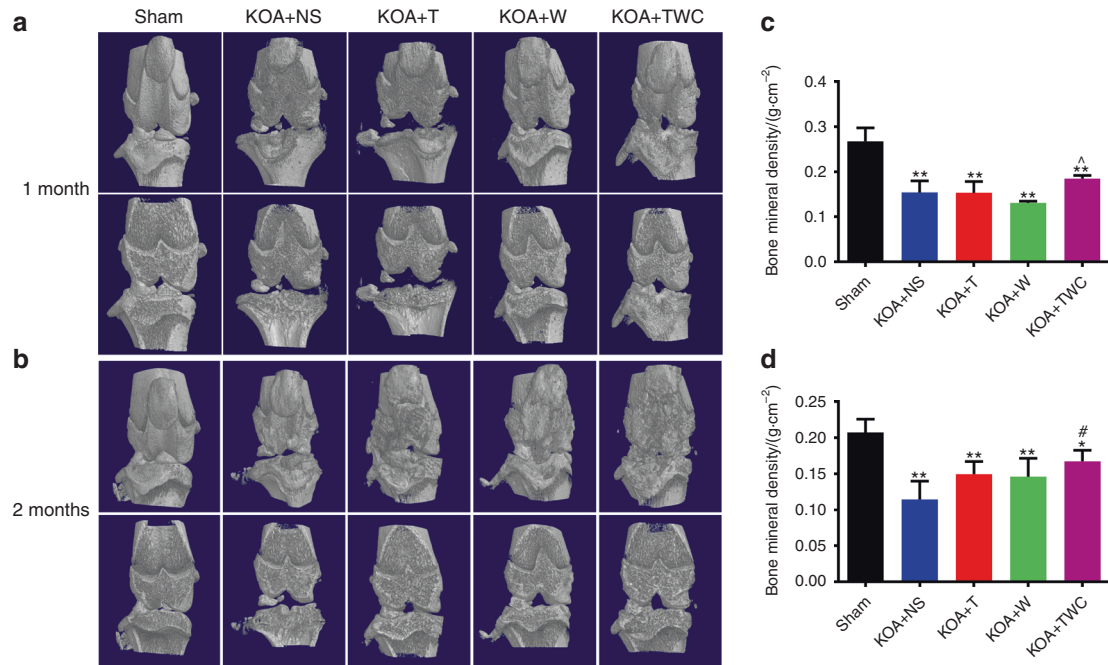 a
Sham
KOA+NS
KOA+T
KOA+W
KOA+TWC
1 month
b
2 months
c
Bone mineral density/(g·cm⁻²)
0.4
0.3
0.2
0.1
0.0
**
**
**
^
**
Sham
KOA+NS
KOA+T
KOA+W
KOA+TWC
d
Bone mineral density/(g·cm⁻²)
0.25
0.20
0.15
0.10
0.05
0.00
**
**
**
#
*
Sham
KOA+NS
KOA+T
KOA+W
KOA+TWC